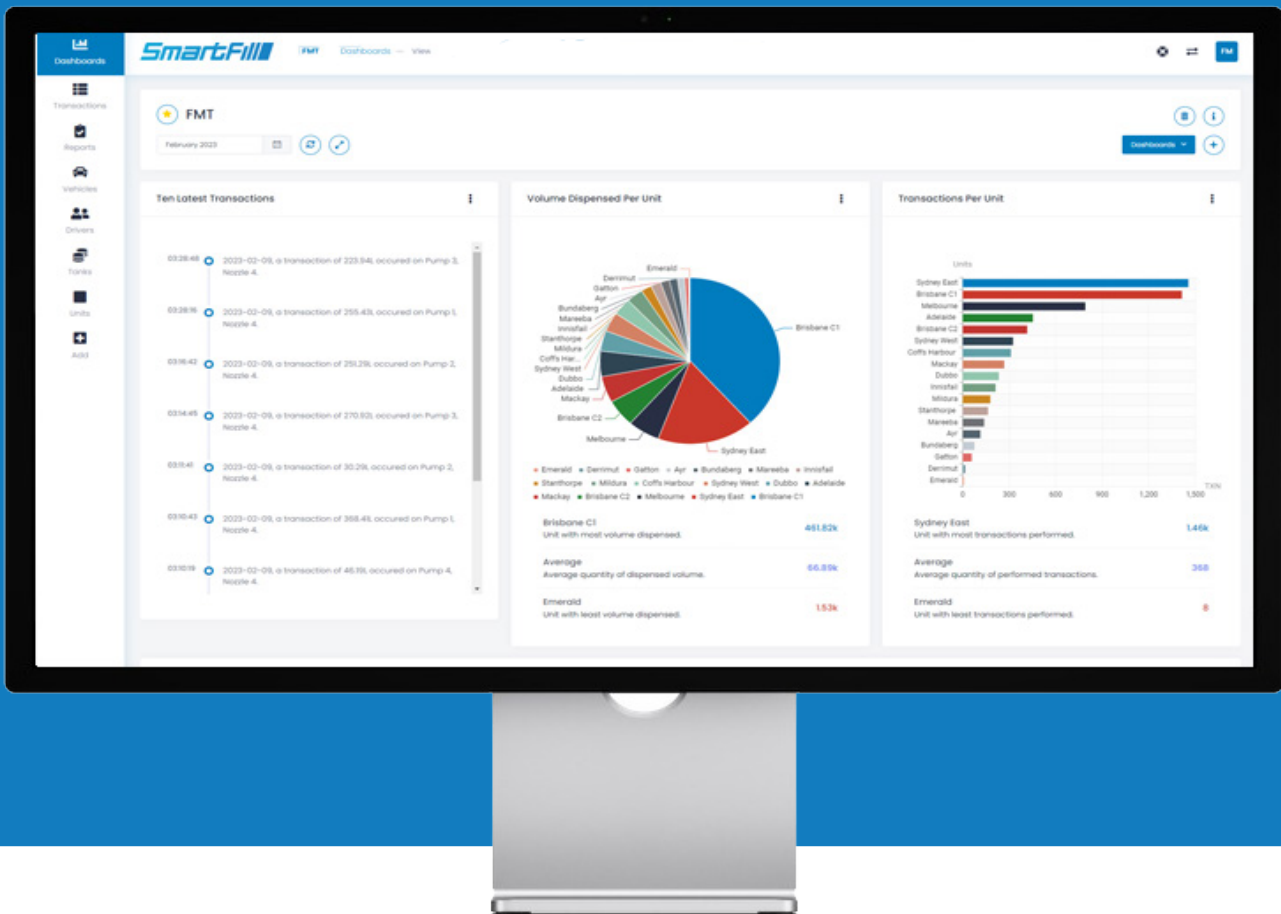 Dashboards
SmartFill
FMT
Dashboards — View
FM
Transactions
Reports
Vehicles
Drivers
Tanks
Units
Add
FMT
February 2023
Dashboards
Ten Latest Transactions
03:28:48
2023-02-09, a transaction of 223.94L occured on Pump 3,
Nozzle 4.
03:28:16
2023-02-09, a transaction of 255.43L occured on Pump 1,
Nozzle 4.
03:16:42
2023-02-09, a transaction of 251.21L occured on Pump 2,
Nozzle 4.
03:14:45
2023-02-09, a transaction of 270.92L occured on Pump 3,
Nozzle 4.
03:11:41
2023-02-09, a transaction of 30.29L occured on Pump 2,
Nozzle 4.
03:10:43
2023-02-09, a transaction of 368.41L occured on Pump 1,
Nozzle 4.
03:10:19
2023-02-09, a transaction of 46.19L occured on Pump 4,
Nozzle 4.
Volume Dispensed Per Unit
Emerald
Derrimut
Gatton
Ayr
Bundaberg
Mareeba
Innisfail
Stanthorpe
Mildura
Coffs Har...
Sydney West
Dubbo
Adelaide
Mackay
Brisbane C2
Melbourne
Sydney East
Brisbane C1
Emerald Derrimut Gatton Ayr Bundaberg Mareeba Innisfail
Stanthorpe Mildura Coffs Harbour Sydney West Dubbo Adelaide
Mackay Brisbane C2 Melbourne Sydney East Brisbane C1
Brisbane C1
Unit with most volume dispensed.
461.82k
Average
Average quantity of dispensed volume.
66.89k
Emerald
Unit with least volume dispensed.
1.53k
Transactions Per Unit
Units
Sydney East
Brisbane C1
Melbourne
Adelaide
Brisbane C2
Sydney West
Coffs Harbour
Mackay
Dubbo
Innisfail
Mildura
Stanthorpe
Mareeba
Ayr
Bundaberg
Gatton
Derrimut
Emerald
0 300 600 900 1,200 1,500
TXN
Sydney East
Unit with most transactions performed.
1.46k
Average
Average quantity of performed transactions.
368
Emerald
Unit with least transactions performed.
8